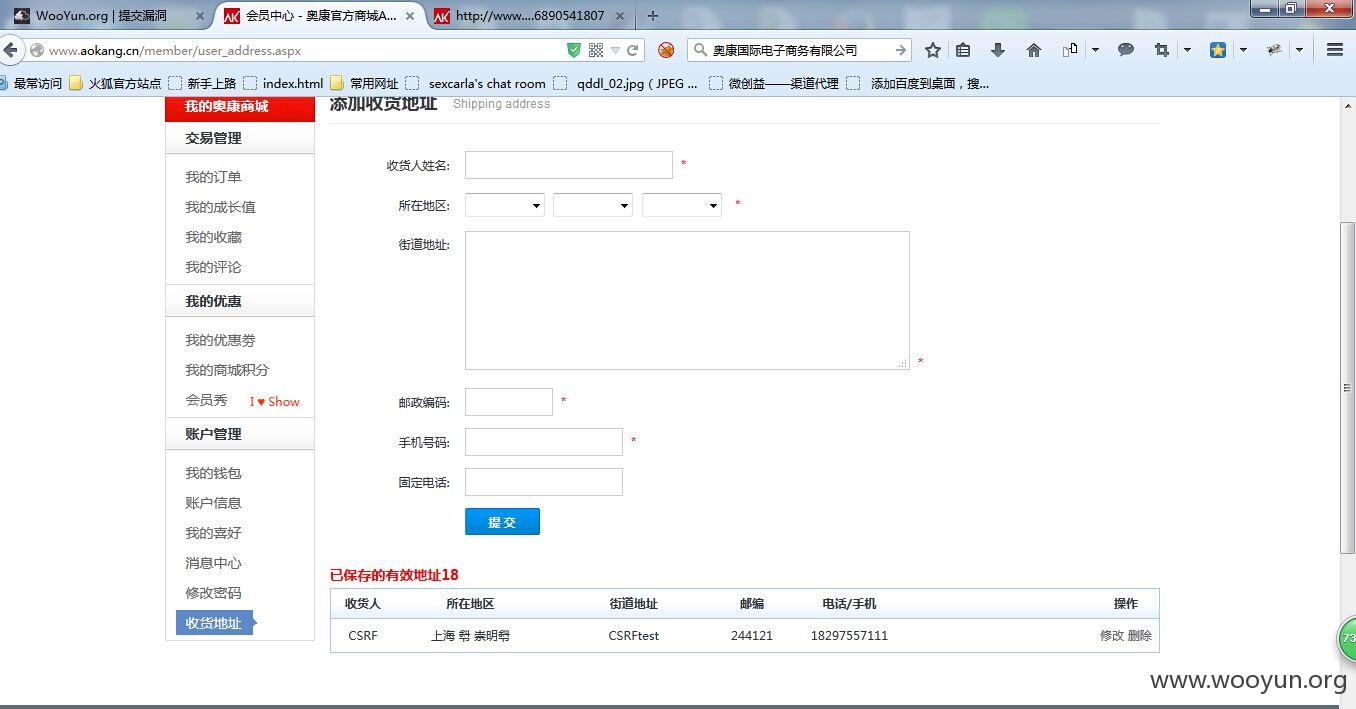 WooYun.org | 提交漏洞
会员中心 - 奥康官方商城A...
http://www....6890541807
www.aokang.cn/member/user_address.aspx
奥康国际电子商务有限公司
最常访问 火狐官方站点 新手上路 index.html 常用网址 sexcarla's chat room qddl_02.jpg ( JPEG ... 微创益——渠道代理 添加百度到桌面，搜...
我的奥康商城
添加收货地址 Shipping address
交易管理
我的订单
我的成长值
我的收藏
我的评论
我的优惠
我的优惠劵
我的商城积分
会员秀 I ♥ Show
账户管理
我的钱包
账户信息
我的喜好
消息中心
修改密码
收货地址
收货人姓名: *
所在地区: *
街道地址: *
邮政编码: *
手机号码: *
固定电话:
提 交
已保存的有效地址18
收货人 所在地区 街道地址 邮编 电话/手机 操作
CSRF 上海 崇明 CSRFtest 244121 18297557111 修改 删除
73
www.wooyun.org